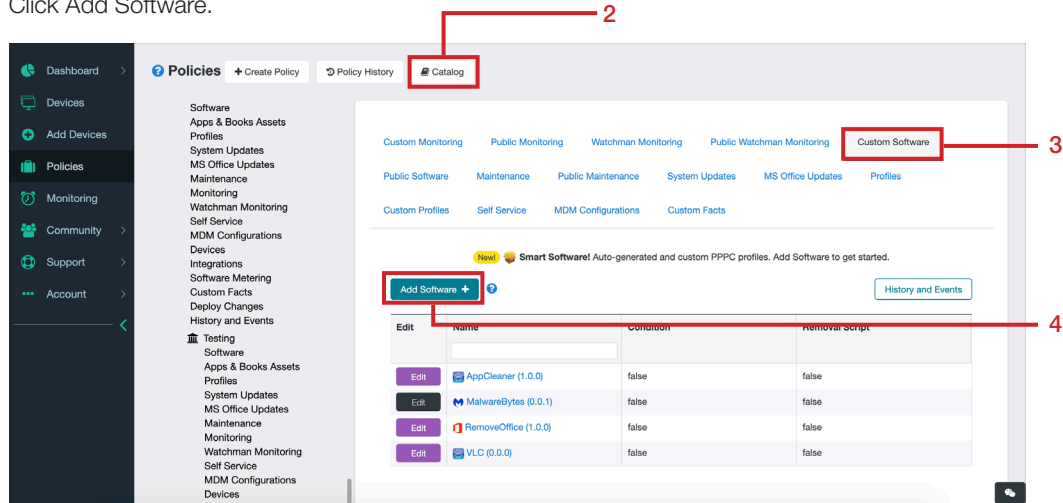 Click Add Software.
2
Dashboard
Devices
Add Devices
Policies
Monitoring
Community
Support
Account
Policies + Create Policy Policy History Catalog
Software
Apps & Books Assets
Profiles
System Updates
MS Office Updates
Maintenance
Monitoring
Watchman Monitoring
Self Service
MDM Configurations
Devices
Integrations
Software Metering
Custom Facts
Deploy Changes
History and Events
Testing
Software
Apps & Books Assets
Profiles
System Updates
MS Office Updates
Maintenance
Monitoring
Watchman Monitoring
Self Service
MDM Configurations
Devices
Custom Monitoring Public Monitoring Watchman Monitoring Public Watchman Monitoring Custom Software
3
Public Software Maintenance Public Maintenance System Updates MS Office Updates Profiles
Custom Profiles Self Service MDM Configurations Custom Facts
New! Smart Software! Auto-generated and custom PPPC profiles. Add Software to get started.
Add Software + ? History and Events
4
Edit Name Condition Removal Script
Edit AppCleaner (1.0.0) false false
Edit MalwareBytes (0.0.1) false false
Edit RemoveOffice (1.0.0) false false
Edit VLC (0.0.0) false false